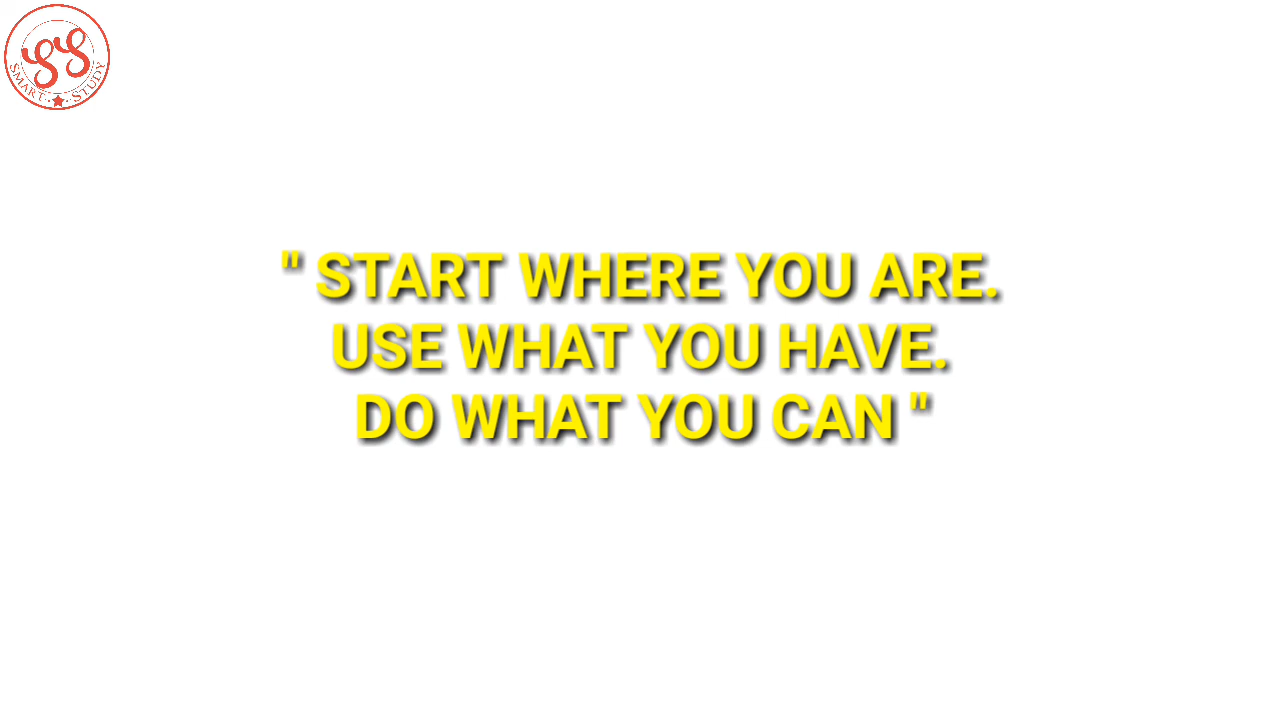 SMART STUDY
" START WHERE YOU ARE.
USE WHAT YOU HAVE.
DO WHAT YOU CAN "